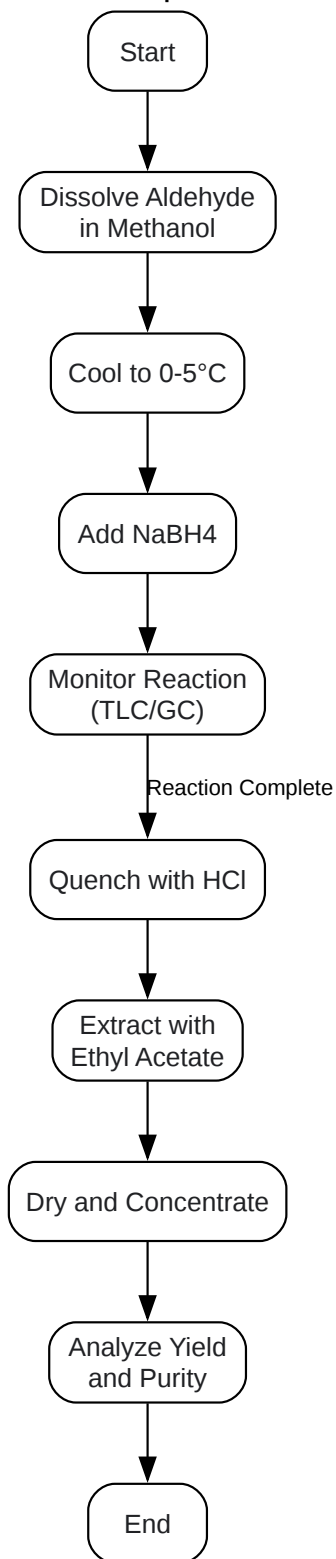 Start
Dissolve Aldehyde
in Methanol
Cool to 0-5°C
Add NaBH4
Monitor Reaction
(TLC/GC)
Reaction Complete
Quench with HCl
Extract with
Ethyl Acetate
Dry and Concentrate
Analyze Yield
and Purity
End